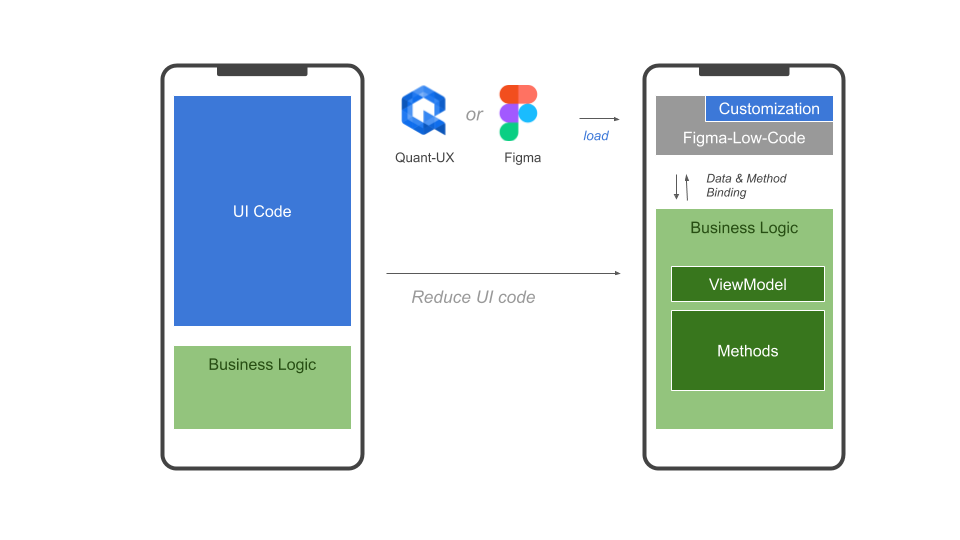 UI Code
Business Logic
or
Quant-UX
Figma
load
Reduce UI code
Customization
Figma-Low-Code
Data & Method
Binding
Business Logic
ViewModel
Methods